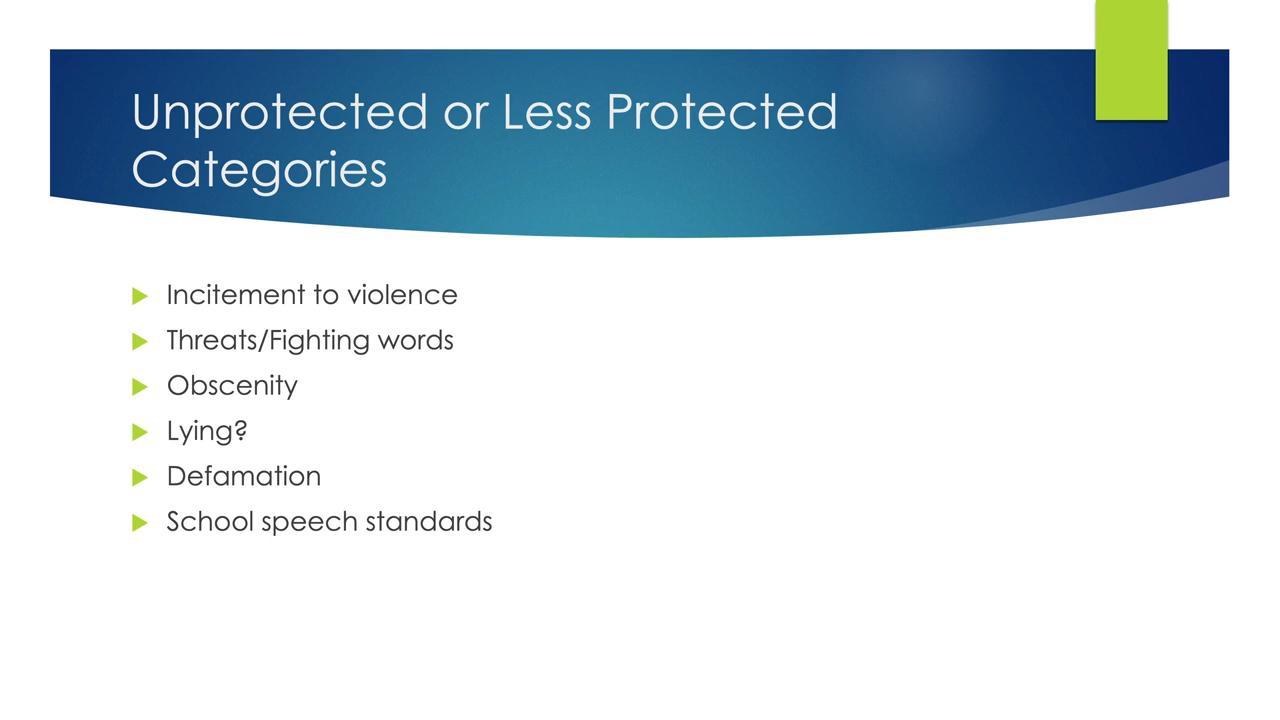 Unprotected or Less Protected
Categories
Incitement to violence
Threats/Fighting words
Obscenity
Lying?
Defamation
School speech standards